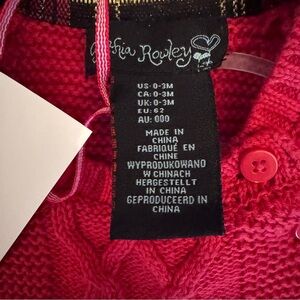 Rowley
US: 0-3M
CA: 0-3M
UK: 0-3M
EU: 62
AU: 000
MADE IN
CHINA
FABRIQUÉ EN
CHINE
WYPRODUKOWANO
W CHINACH
HERGESTELLT
IN CHINA
GEPRODUCEERD IN
CHINA